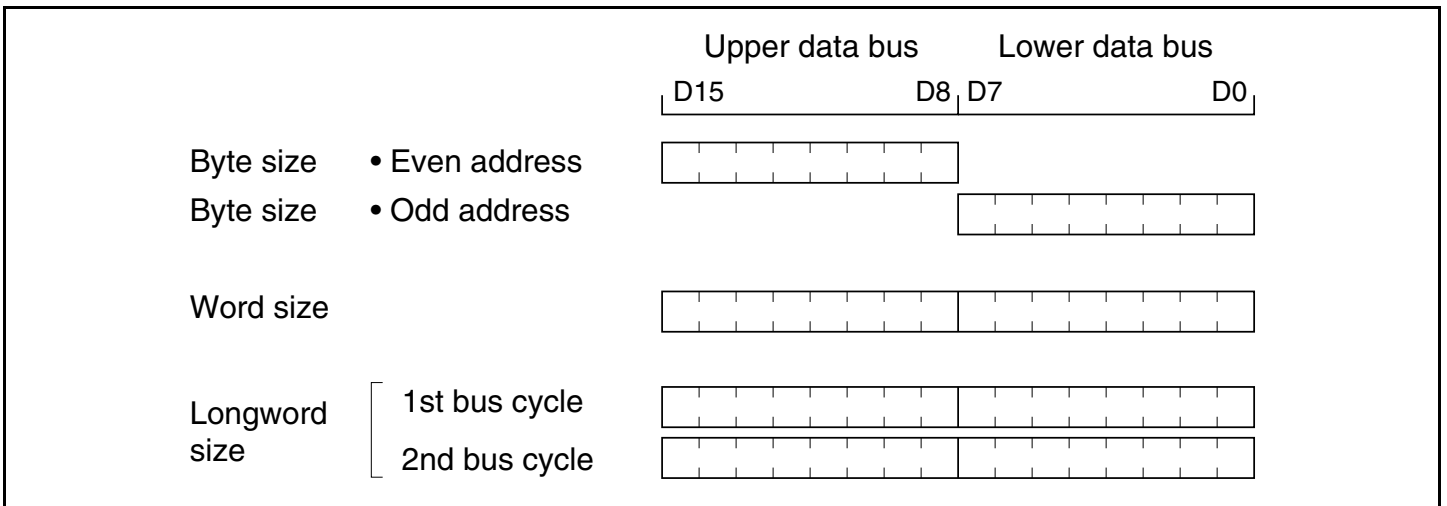 Upper data bus Lower data bus
D15 D8 D7 D0
Byte size • Even address
Byte size • Odd address
Word size
Longword size
1st bus cycle
2nd bus cycle